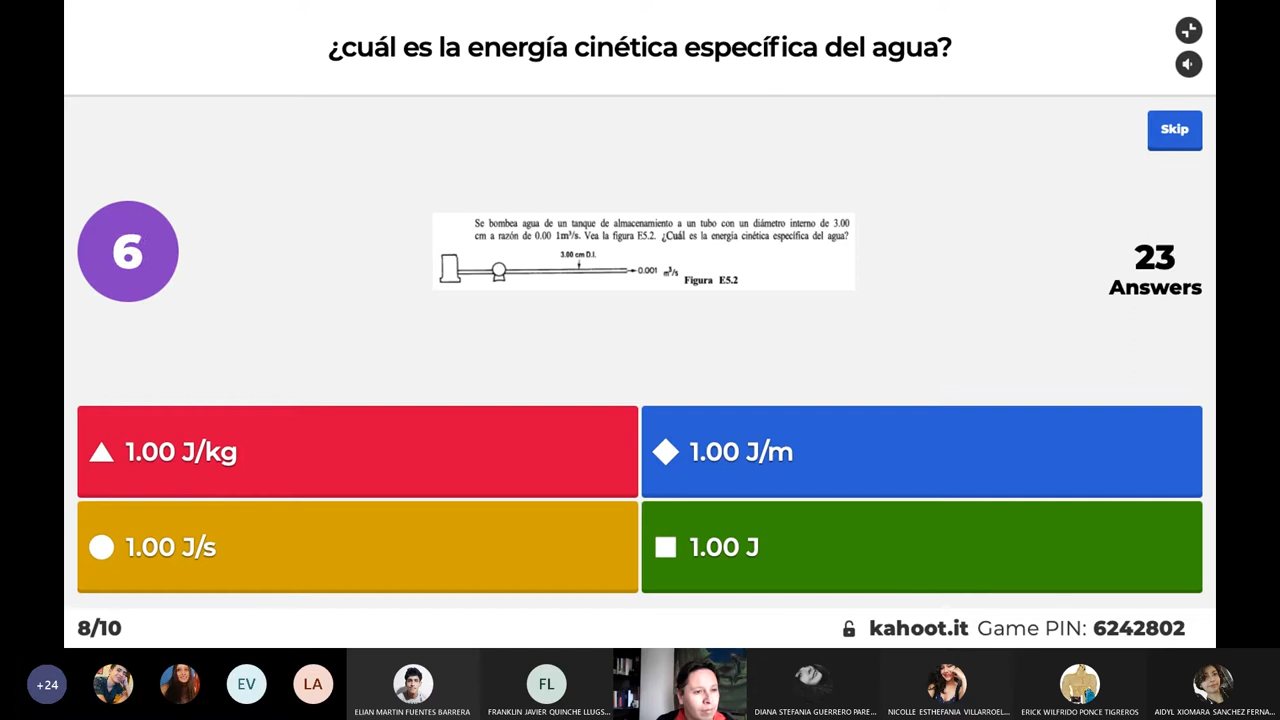 ¿cuál es la energía cinética específica del agua?
Skip
6
Se bombea agua de un tanque de almacenamiento a un tubo con un diámetro interno de 3.00
cm a razón de 0.00 1m³/s. Vea la figura E5.2. ¿Cuál es la energía cinética específica del agua?
3.00 cm D.I.
0.001 m³/s
Figura E5.2
23
Answers
1.00 J/kg
1.00 J/m
1.00 J/s
1.00 J
8/10
kahoot.it Game PIN: 6242802
+24
EV
LA
FL
ELIAN MARTIN FUENTES BARRERA
FRANKLIN JAVIER QUINCHE LLUGS...
DIANA STEFANIA GUERRERO PARE...
NICOLLE ESTHEFANIA VILLARROEL...
ERICK WILFRIDO PONCE TIGREROS
AIDYL XIOMARA SANCHEZ FERNA...